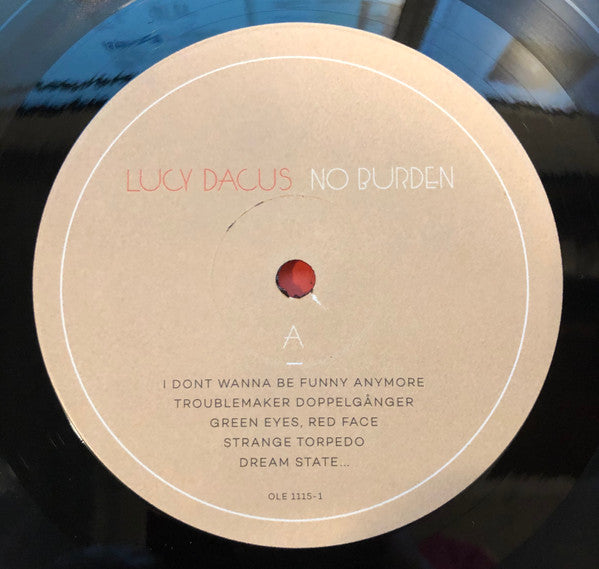 LUCY DACUS NO BURDEN
A
I DONT WANNA BE FUNNY ANYMORE
TROUBLEMAKER DOPPELGÅNGER
GREEN EYES, RED FACE
STRANGE TORPEDO
DREAM STATE...
OLE 1115-1